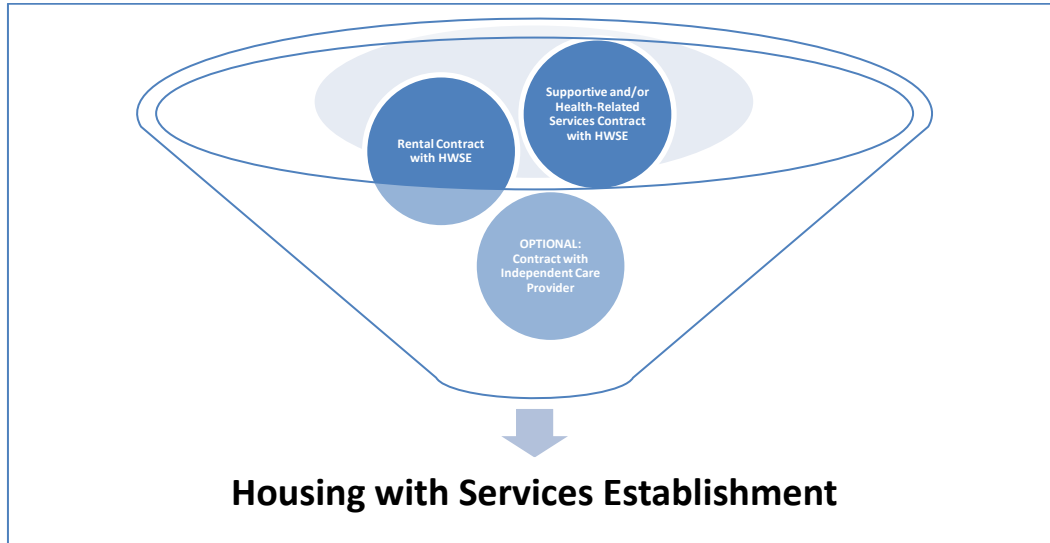 Supportive and/or
Health-Related
Services Contract
with HWSE
Rental Contract
with HWSE
OPTIONAL:
Contract with
Independent Care
Provider
Housing with Services Establishment